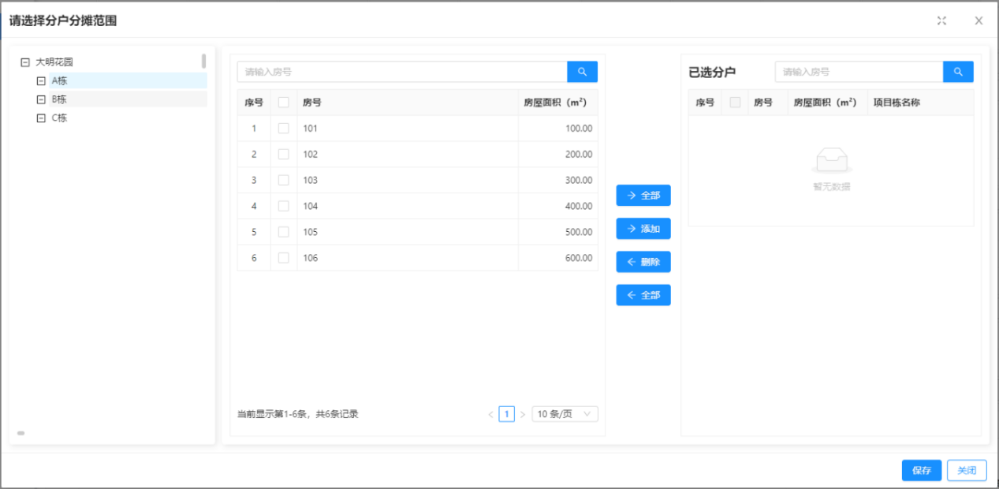 请选择分户分摊范围
大明花园
A栋
B栋
C栋
请输入房号
序号 房号 房屋面积（m²）
1 101 100.00
2 102 200.00
3 103 300.00
4 104 400.00
5 105 500.00
6 106 600.00
当前显示第1-6条，共6条记录
1 10 条/页
全部
添加
删除
全部
已选分户 请输入房号
序号 房号 房屋面积（m²） 项目栋名称
暂无数据
保存 关闭